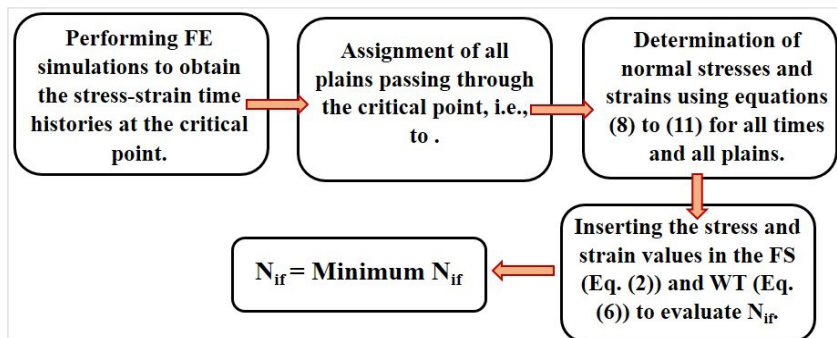 Performing FE
simulations to obtain
the stress-strain time
histories at the critical
point.
Assignment of all
plains passing through
the critical point, i.e.,
to .
Determination of
normal stresses and
strains using equations
(8) to (11) for all times
and all plains.
Inserting the stress and
strain values in the FS
(Eq. (2)) and WT (Eq.
(6)) to evaluate Nif.
Nif = Minimum Nif